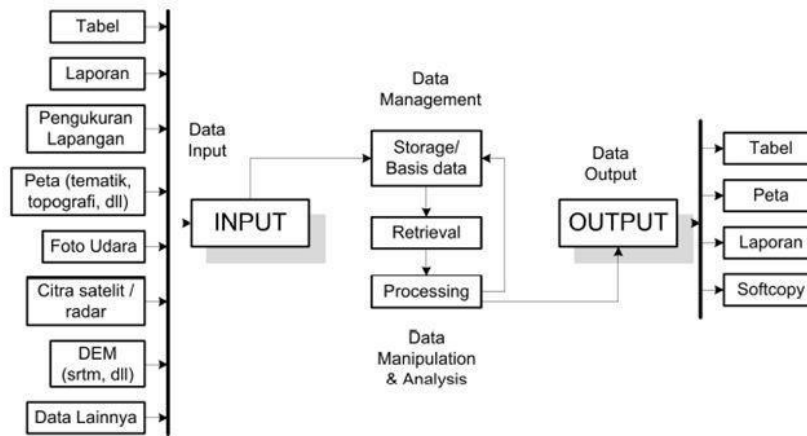 Tabel
Laporan
Pengukuran
Lapangan
Peta (tematik,
topografi, dll)
Foto Udara
Citra satelit /
radar
DEM
(srtm, dll)
Data Lainnya
Data
Input
INPUT
Data
Management
Storage/
Basis data
Retrieval
Processing
Data
Manipulation
& Analysis
Data
Output
OUTPUT
Tabel
Peta
Laporan
Softcopy